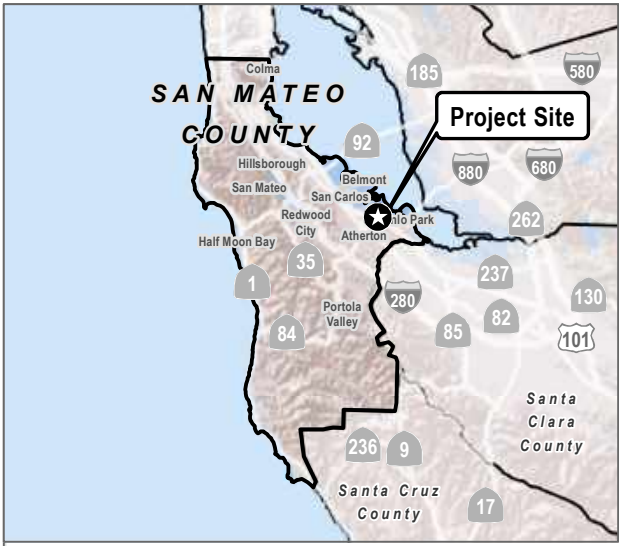 Colma
SAN MATEO
COUNTY
185
580
Project Site
92
Hillsborough
Belmont
880
680
San Mateo
San Carlos
Redwood
City
nlo Park
262
Half Moon Bay
Atherton
35
237
1
280
130
Portola
Valley
82
84
85
101
Santa
Clara
County
236
9
Santa Cruz
County
17